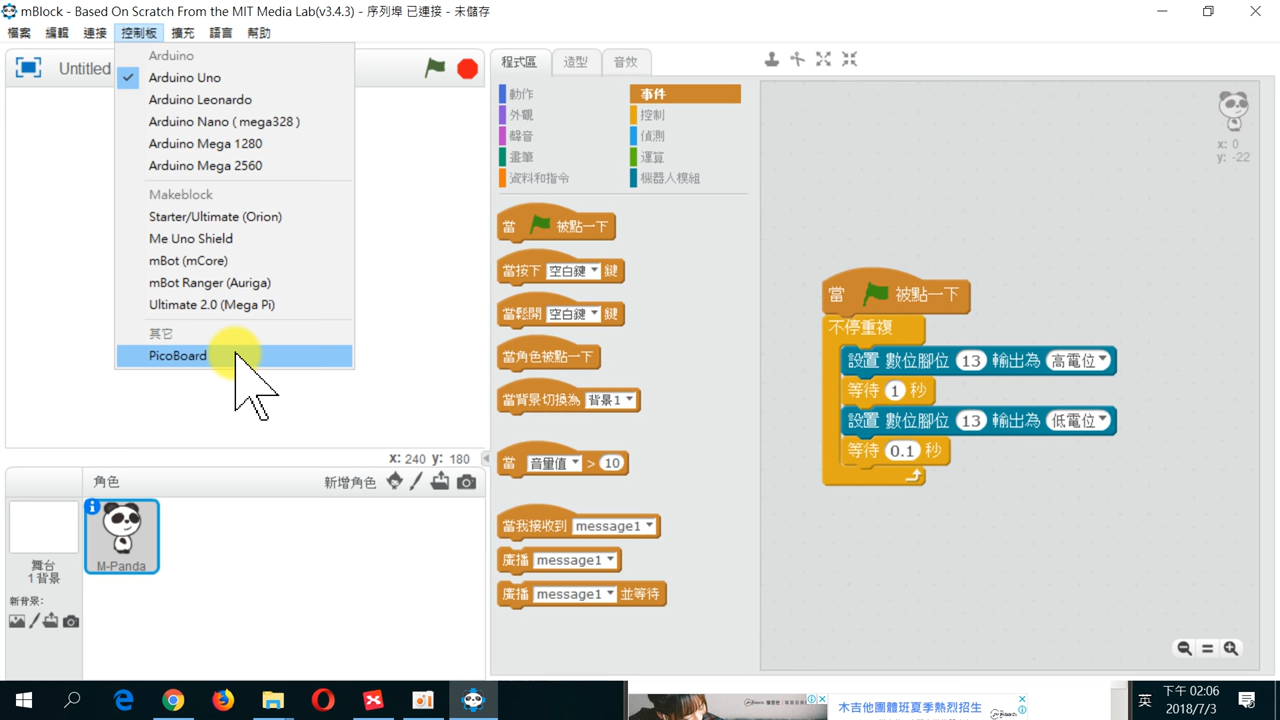 mBlock - Based On Scratch From the MIT Media Lab(v3.4.3) - 序列埠 已連接 - 未儲存
檔案 編輯 連接 控制板 擴充 語言 幫助
Arduino
Arduino Uno
Arduino Leonardo
Arduino Nano ( mega328 )
Arduino Mega 1280
Arduino Mega 2560
Makeblock
Starter/Ultimate (Orion)
Me Uno Shield
mBot (mCore)
mBot Ranger (Auriga)
Ultimate 2.0 (Mega Pi)
其它
PicoBoard
Untitled
x: 240 y: 180
角色
新增角色
舞台
1 背景
新背景:
M-Panda
程式區 造型 音效
動作 事件
外觀 控制
聲音 偵測
畫筆 運算
資料和指令 機器人模組
當 被點一下
當按下 空白鍵 鍵
當鬆開 空白鍵 鍵
當角色被點一下
當背景切換為 背景1
當 音量值 > 10
當我接收到 message1
廣播 message1
廣播 message1 並等待
x: 0
y: -22
當 被點一下
不停重複
設置 數位腳位 13 輸出為 高電位
等待 1 秒
設置 數位腳位 13 輸出為 低電位
等待 0.1 秒
木吉他團體班夏季熱烈招生
英
下午 02:06
2018/7/3